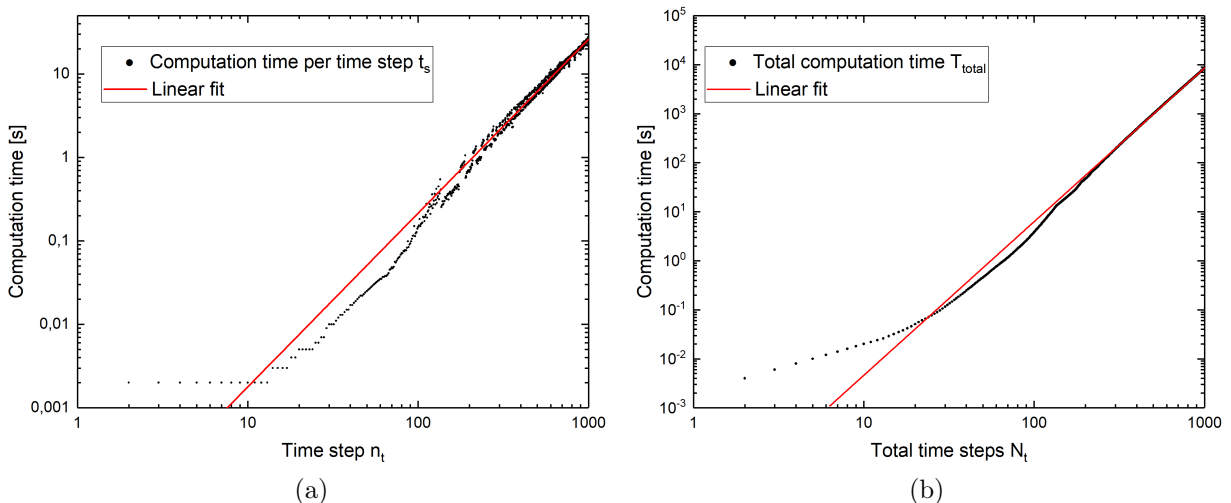 Computation time per time step t_s
Linear fit
10
1
0,1
0,01
0,001
Computation time [s]
1
10
100
1000
Time step n_t
(a)
Total computation time T_total
Linear fit
10^5
10^4
10^3
10^2
10^1
10^0
10^-1
10^-2
10^-3
Computation time [s]
1
10
100
1000
Total time steps N_t
(b)